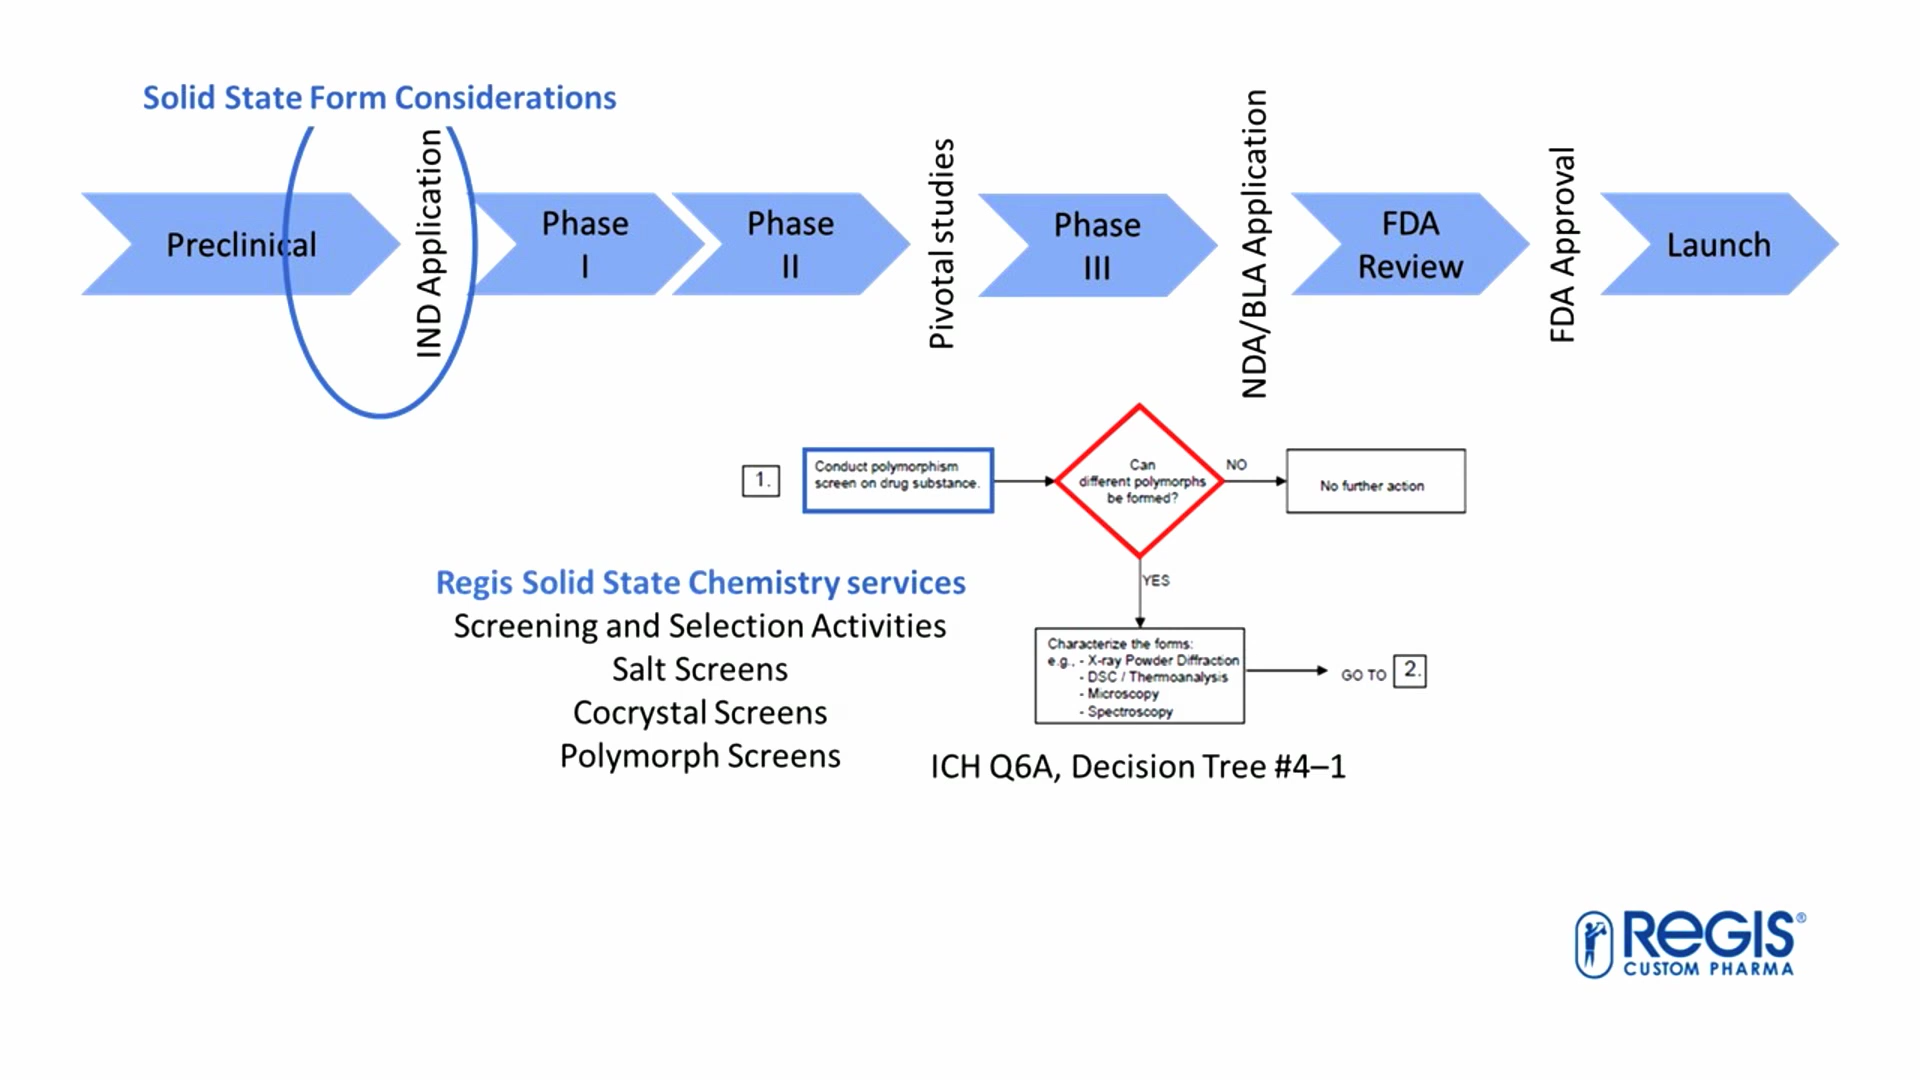 Solid State Form Considerations
Preclinical
IND Application
Phase
I
Phase
II
Pivotal studies
Phase
III
NDA/BLA Application
FDA
Review
FDA Approval
Launch
1.
Conduct polymorphism
screen on drug substance.
Can
different polymorphs
be formed?
NO
No further action
YES
Characterize the forms:
e.g., - X-ray Powder Diffraction
- DSC / Thermoanalysis
- Microscopy
- Spectroscopy
GO TO 2.
ICH Q6A, Decision Tree #4–1
Regis Solid State Chemistry services
Screening and Selection Activities
Salt Screens
Cocrystal Screens
Polymorph Screens
ReGIS®
CUSTOM PHARMA